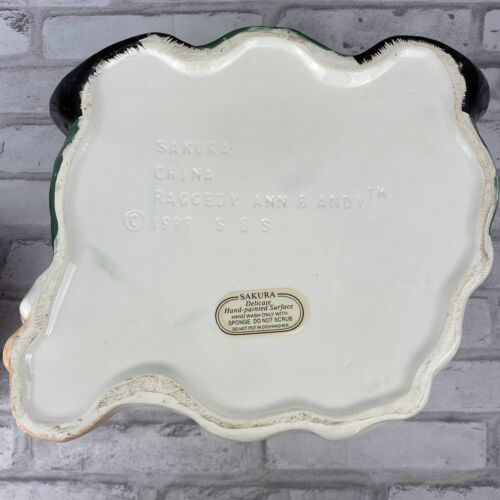 SAKURA
CHINA
RAGGEDY ANN & ANDY™
© 1998 S & S
SAKURA
Delicate
Hand-painted Surface
HAND WASH ONLY WITH
SPONGE. DO NOT SCRUB
DO NOT PUT IN DISHWASHER